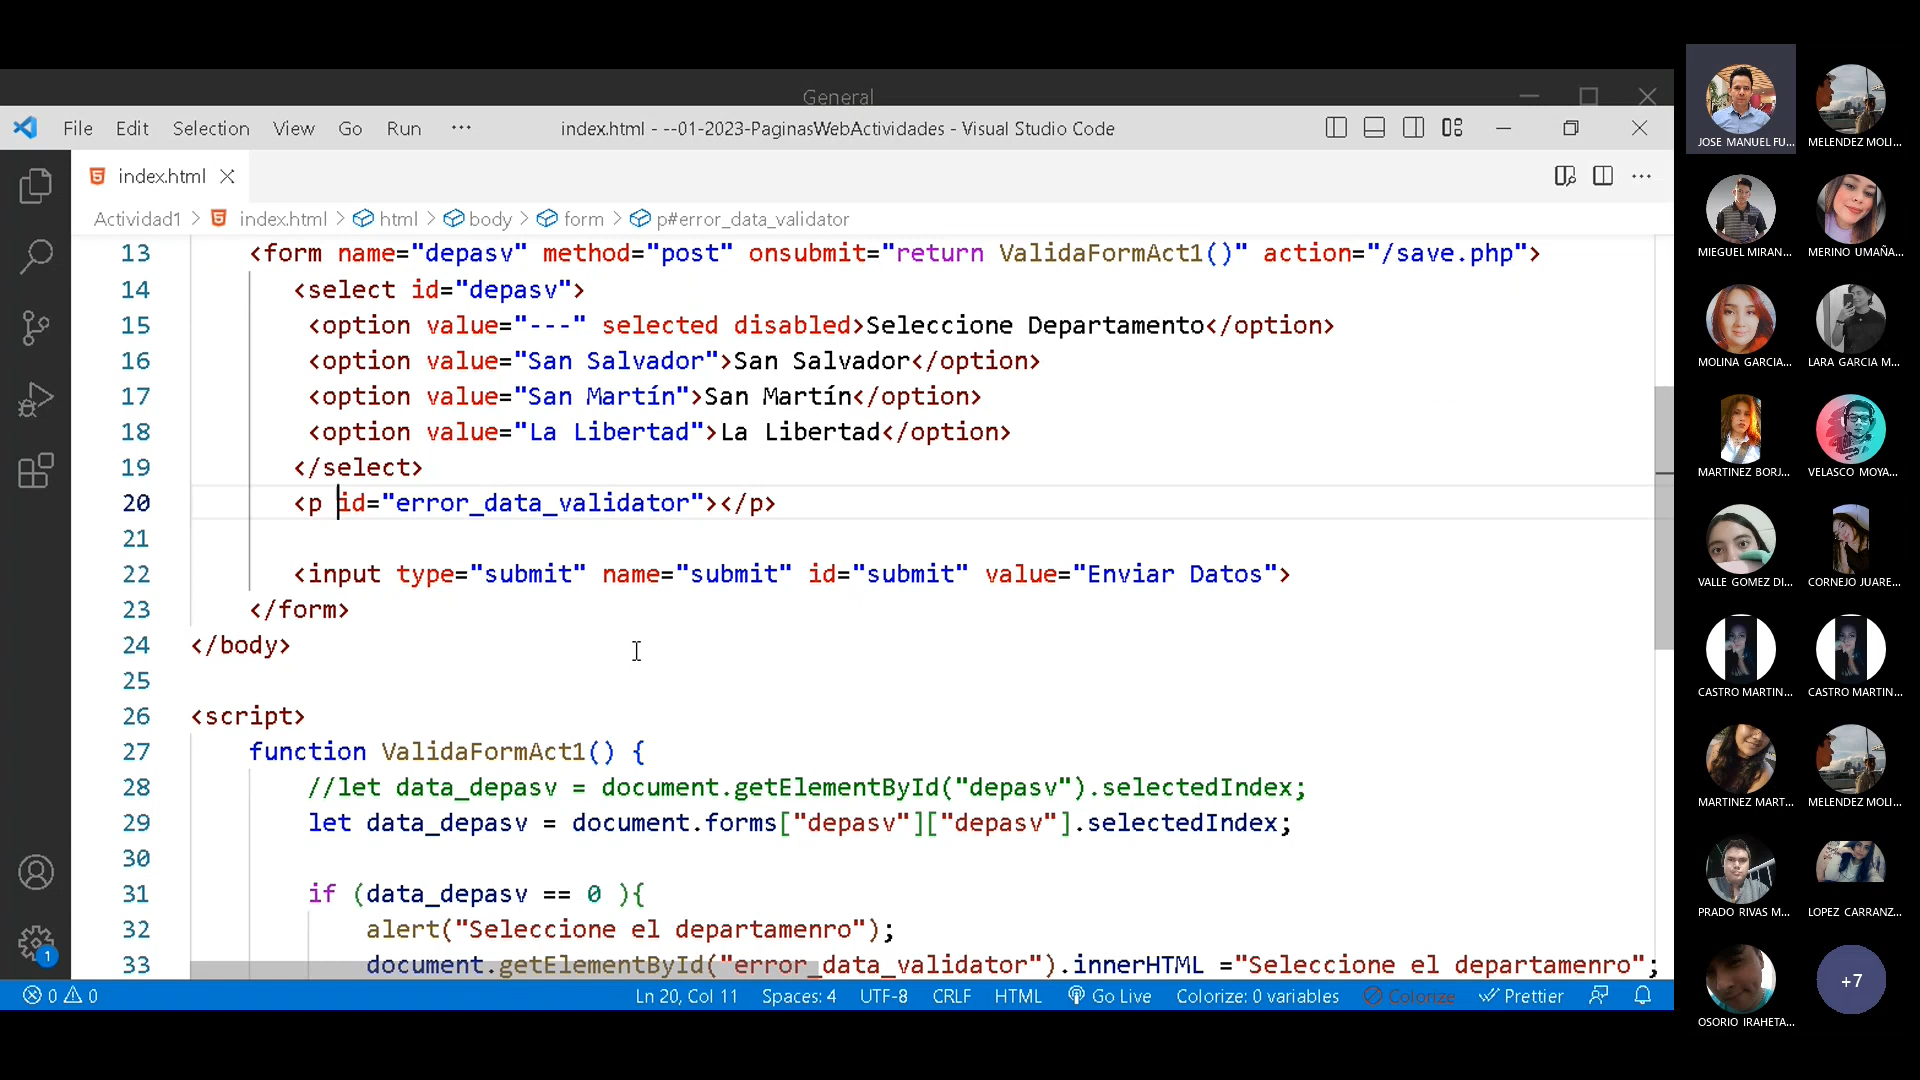 General
File Edit Selection View Go Run ··· index.html - --01-2023-PaginasWebActividades - Visual Studio Code
index.html
Actividad1 > index.html > html > body > form > p#error_data_validator
13 <form name="depasv" method="post" onsubmit="return ValidaFormAct1()" action="/save.php">
14 <select id="depasv">
15 <option value="---" selected disabled>Seleccione Departamento</option>
16 <option value="San Salvador">San Salvador</option>
17 <option value="San Martín">San Martín</option>
18 <option value="La Libertad">La Libertad</option>
19 </select>
20 <p id="error_data_validator"></p>
21
22 <input type="submit" name="submit" id="submit" value="Enviar Datos">
23 </form>
24 </body>
25
26 <script>
27 function ValidaFormAct1() {
28 //let data_depasv = document.getElementById("depasv").selectedIndex;
29 let data_depasv = document.forms["depasv"]["depasv"].selectedIndex;
30
31 if (data_depasv == 0 ){
32 alert("Seleccione el departamenro");
33 document.getElementById("error_data_validator").innerHTML ="Seleccione el departamenro";
1
0 0 Ln 20, Col 11 Spaces: 4 UTF-8 CRLF HTML Go Live Colorize: 0 variables Colorize Prettier
JOSE MANUEL FU... MELENDEZ MOLI...
MIEGUEL MIRAN... MERINO UMAÑA...
MOLINA GARCIA... LARA GARCIA M...
MARTINEZ BORJ... VELASCO MOYA...
VALLE GOMEZ DI... CORNEJO JUARE...
CASTRO MARTIN... CASTRO MARTIN...
MARTINEZ MART... MELENDEZ MOLI...
PRADO RIVAS M... LOPEZ CARRANZ...
OSORIO IRAHETA... +7